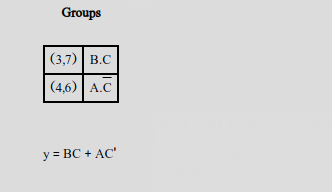 Groups
(3,7) B.C
(4,6) A.C̅
y = BC + AC'